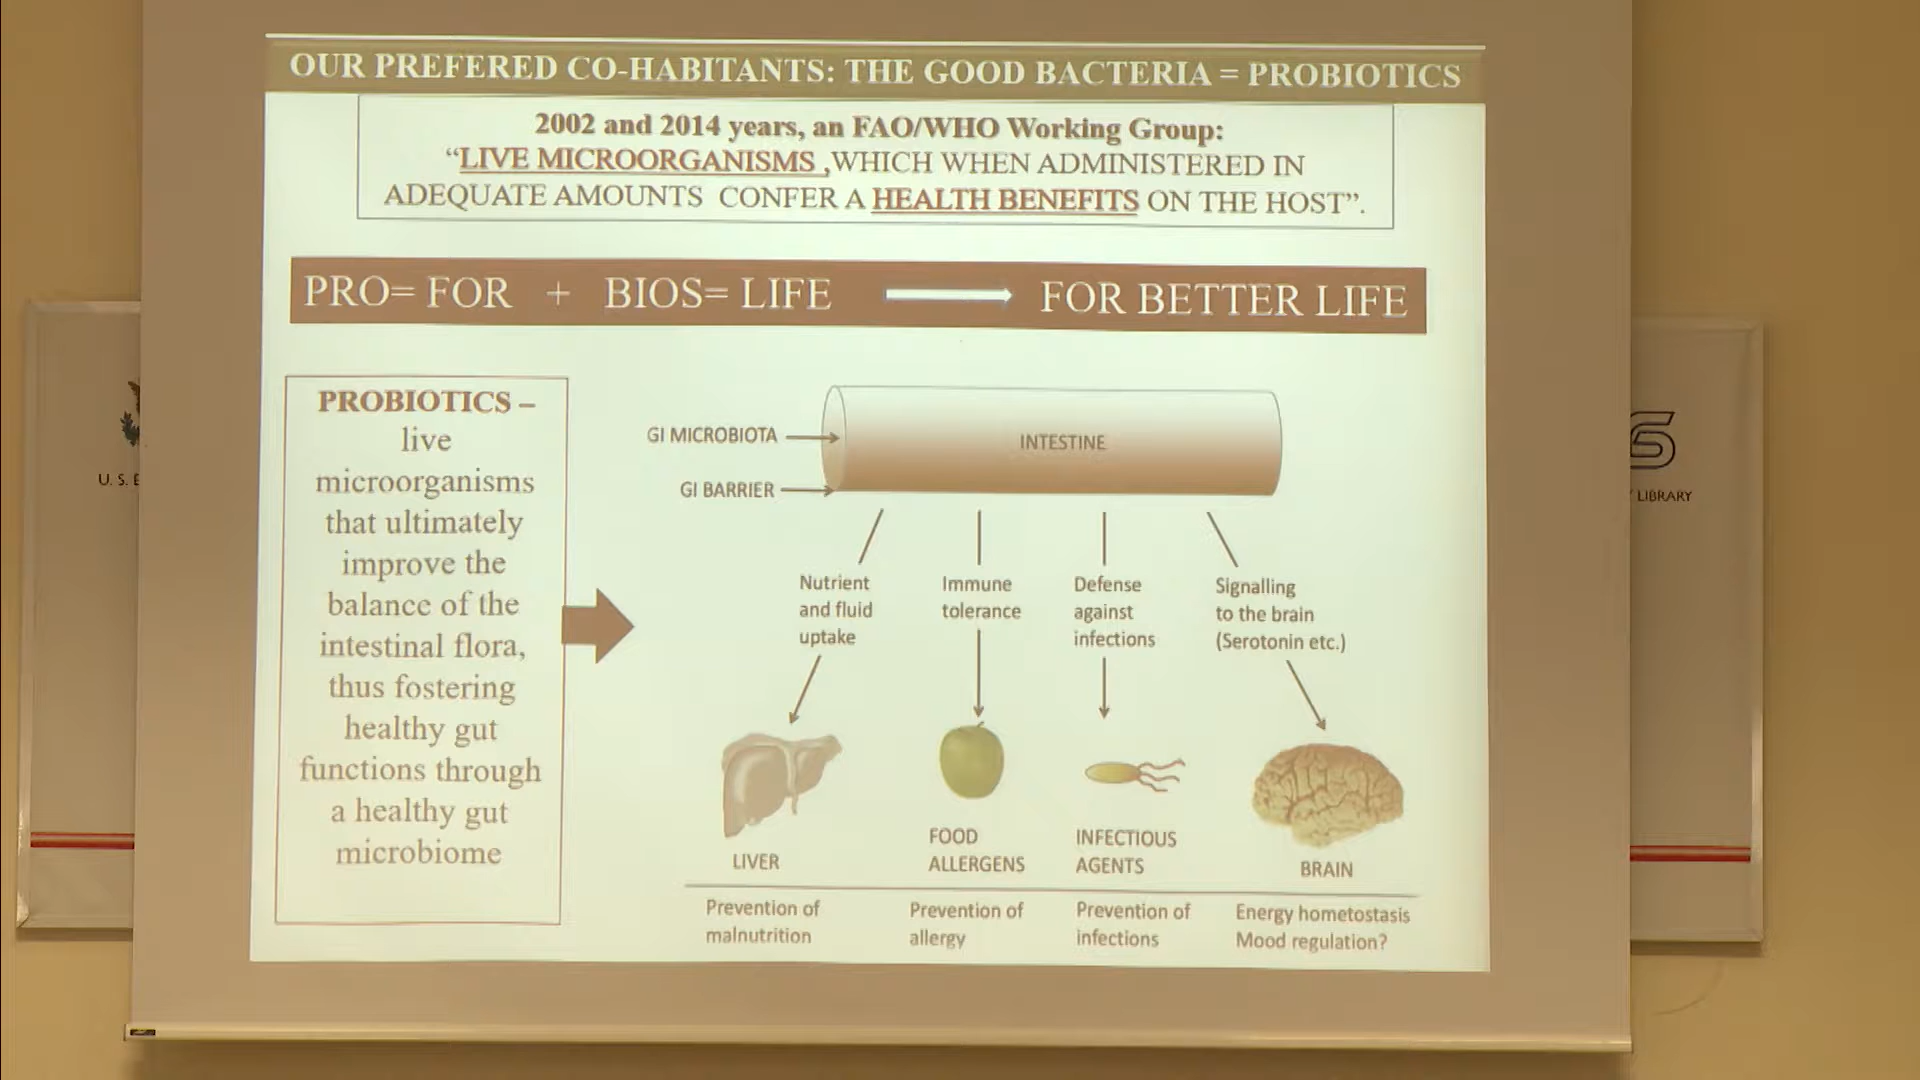 OUR PREFERED CO-HABITANTS: THE GOOD BACTERIA = PROBIOTICS
2002 and 2014 years, an FAO/WHO Working Group:
“LIVE MICROORGANISMS ,WHICH WHEN ADMINISTERED IN
ADEQUATE AMOUNTS CONFER A HEALTH BENEFITS ON THE HOST”.
PRO= FOR + BIOS= LIFE FOR BETTER LIFE
PROBIOTICS –
live
microorganisms
that ultimately
improve the
balance of the
intestinal flora,
thus fostering
healthy gut
functions through
a healthy gut
microbiome
GI MICROBIOTA
GI BARRIER
INTESTINE
Nutrient
and fluid
uptake
Immune
tolerance
Defense
against
infections
Signalling
to the brain
(Serotonin etc.)
LIVER
FOOD
ALLERGENS
INFECTIOUS
AGENTS
BRAIN
Prevention of
malnutrition
Prevention of
allergy
Prevention of
infections
Energy hometostasis
Mood regulation?
U. S. E
LIBRARY